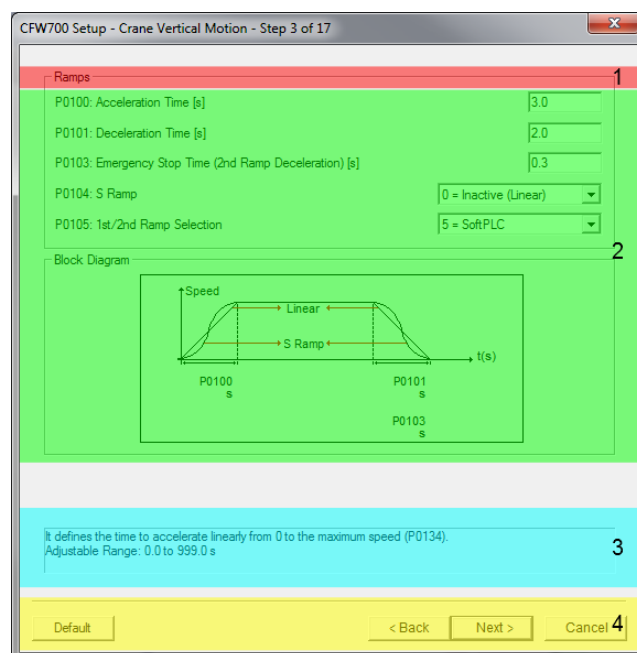 CFW700 Setup - Crane Vertical Motion - Step 3 of 17
Ramps 1
P0100: Acceleration Time [s] 3.0
P0101: Deceleration Time [s] 2.0
P0103: Emergency Stop Time (2nd Ramp Deceleration) [s] 0.3
P0104: S Ramp 0 = Inactive (Linear)
P0105: 1st/2nd Ramp Selection 5 = SoftPLC
2
Block Diagram
Speed
Linear
S Ramp
t(s)
P0100 P0101
s s
P0103
s
It defines the time to accelerate linearly from 0 to the maximum speed (P0134).
Adjustable Range: 0.0 to 999.0 s
3
Default < Back Next > Cancel 4